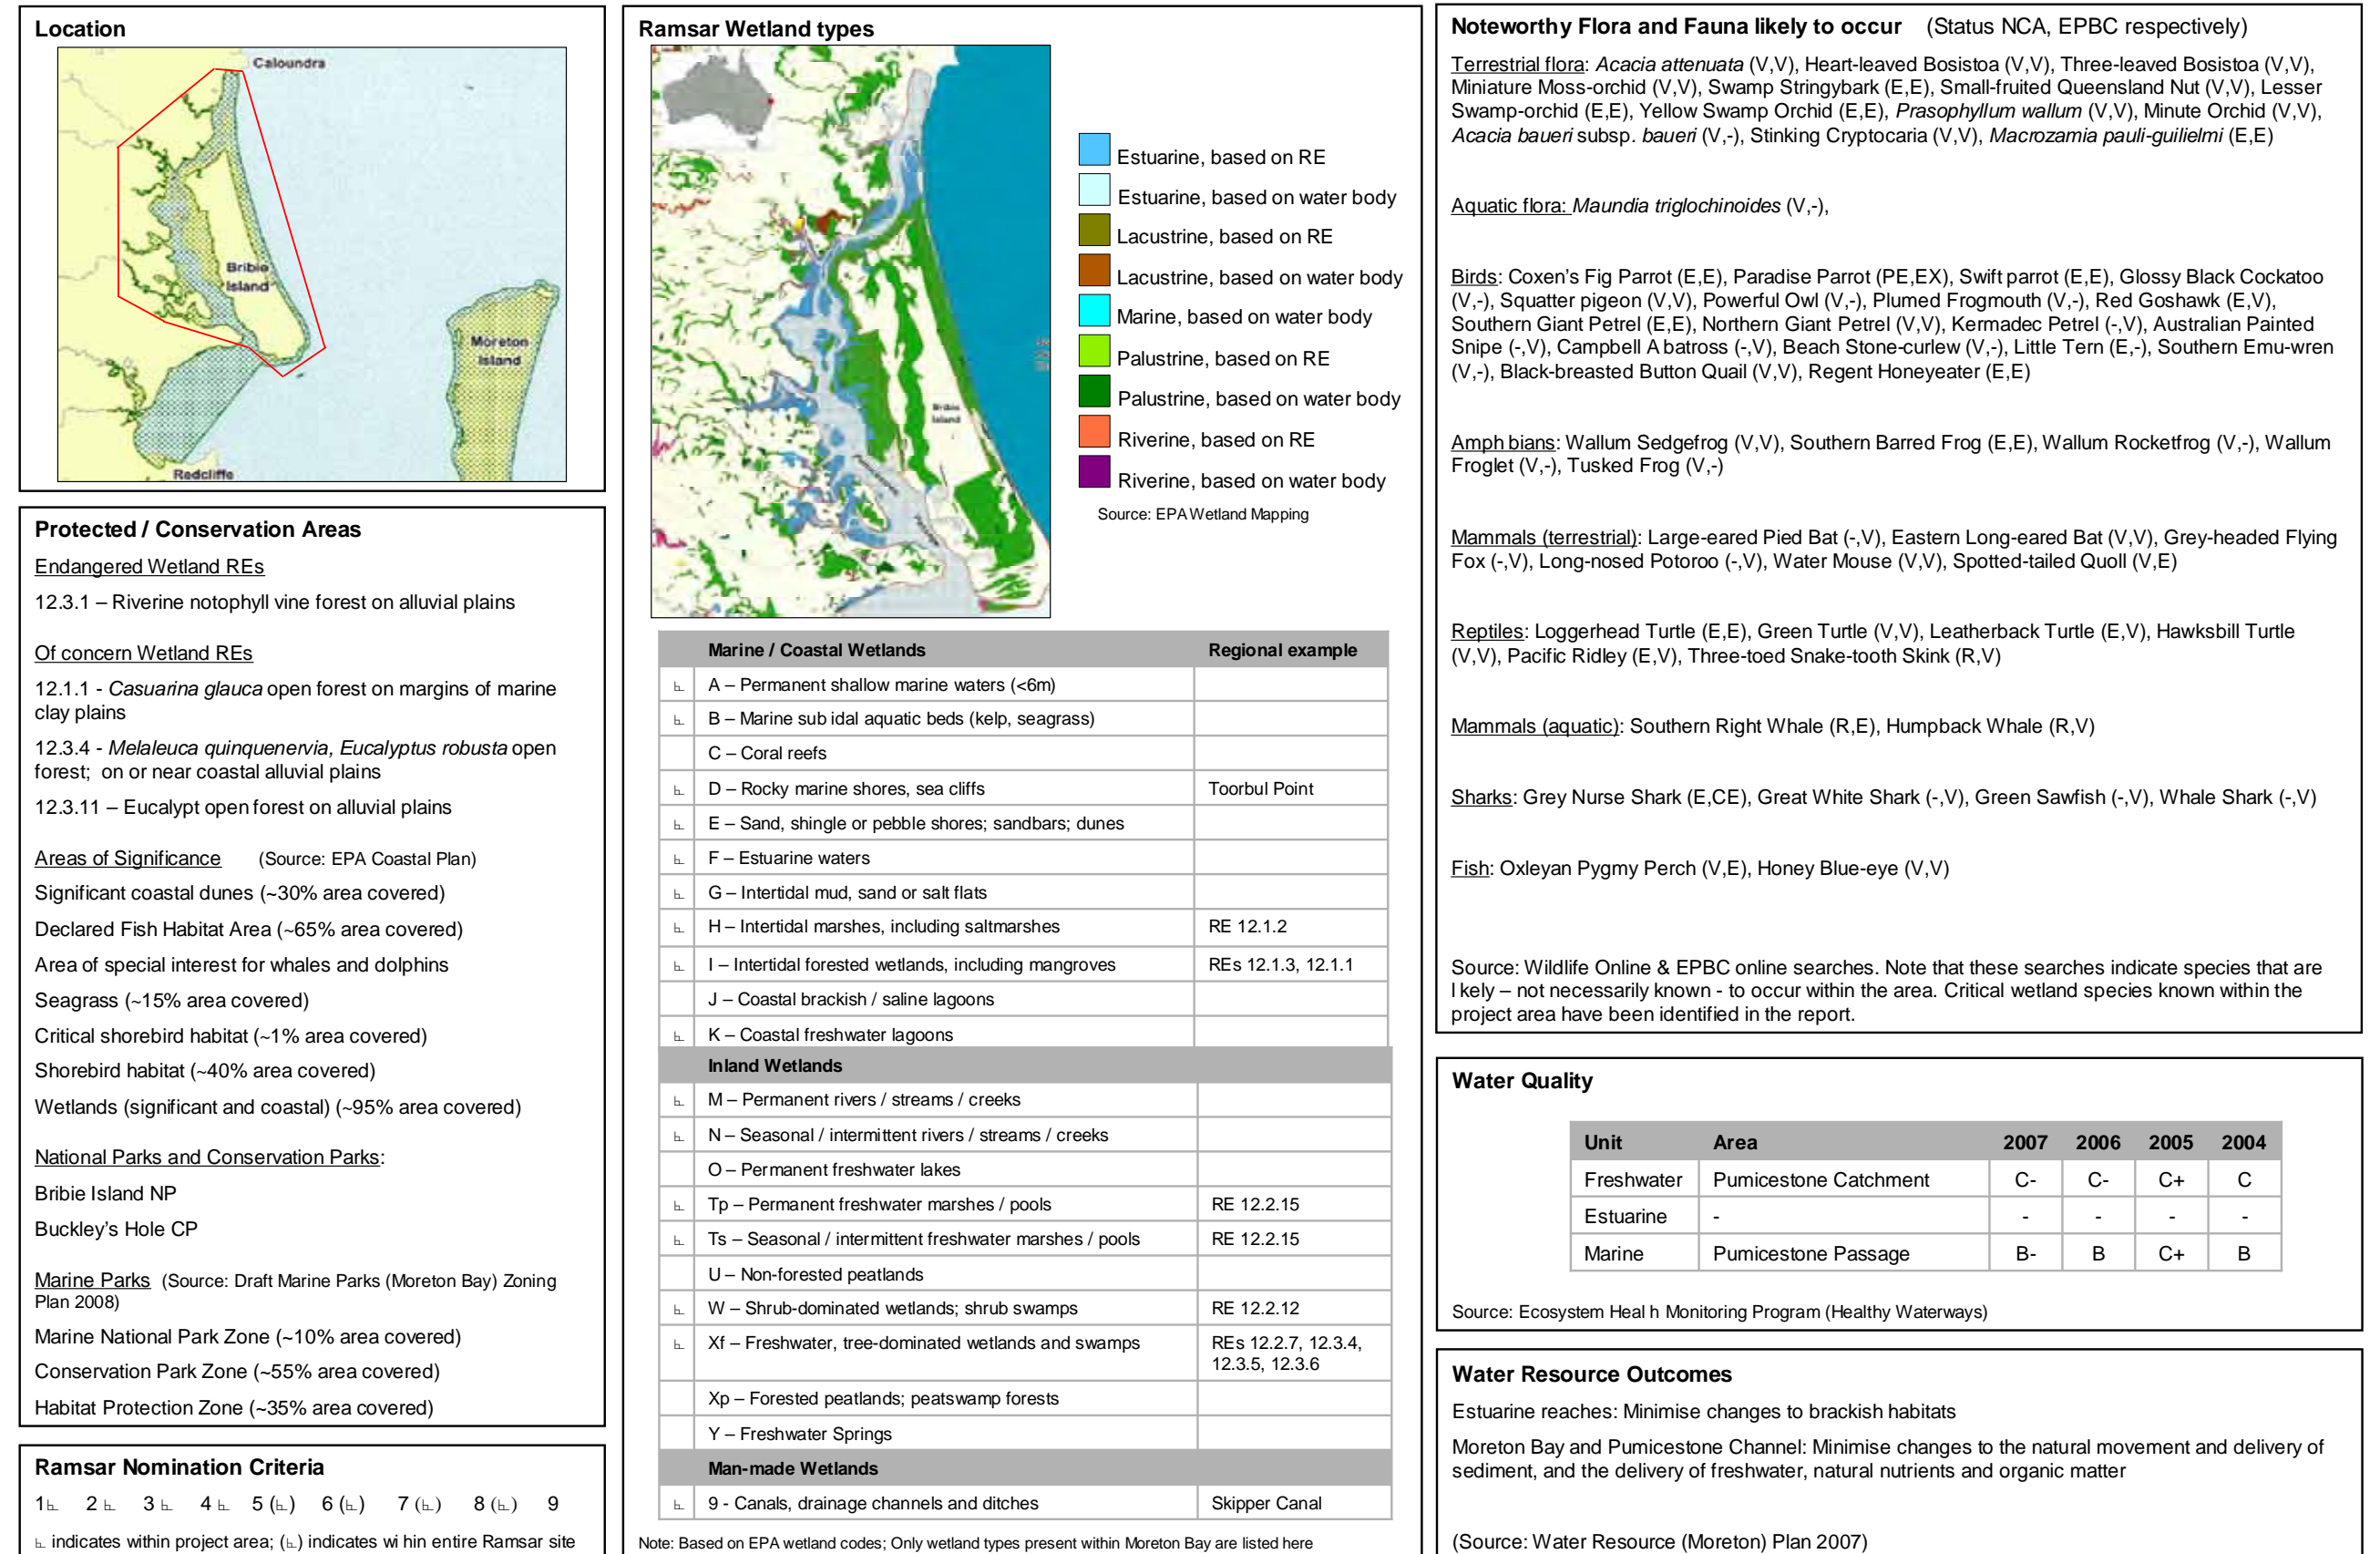 Location
Caloundra
Bribie
Island
Moreton
Island
Redcliffe
Protected / Conservation Areas
Endangered Wetland REs
12.3.1 – Riverine notophyll vine forest on alluvial plains
Of concern Wetland REs
12.1.1 - Casuarina glauca open forest on margins of marine
clay plains
12.3.4 - Melaleuca quinquenervia, Eucalyptus robusta open
forest; on or near coastal alluvial plains
12.3.11 – Eucalypt open forest on alluvial plains
Areas of Significance (Source: EPA Coastal Plan)
Significant coastal dunes (~30% area covered)
Declared Fish Habitat Area (~65% area covered)
Area of special interest for whales and dolphins
Seagrass (~15% area covered)
Critical shorebird habitat (~1% area covered)
Shorebird habitat (~40% area covered)
Wetlands (significant and coastal) (~95% area covered)
National Parks and Conservation Parks:
Bribie Island NP
Buckley's Hole CP
Marine Parks (Source: Draft Marine Parks (Moreton Bay) Zoning
Plan 2008)
Marine National Park Zone (~10% area covered)
Conservation Park Zone (~55% area covered)
Habitat Protection Zone (~35% area covered)
Ramsar Nomination Criteria
1⊾ 2 ⊾ 3 ⊾ 4 ⊾ 5 (⊾) 6 (⊾) 7 (⊾) 8 (⊾) 9
⊾ indicates within project area; (⊾) indicates wi hin entire Ramsar site
Ramsar Wetland types
Bribie
Island
Estuarine, based on RE
Estuarine, based on water body
Lacustrine, based on RE
Lacustrine, based on water body
Marine, based on water body
Palustrine, based on RE
Palustrine, based on water body
Riverine, based on RE
Riverine, based on water body
Source: EPA Wetland Mapping
Marine / Coastal Wetlands Regional example
⊾ A – Permanent shallow marine waters (<6m)
⊾ B – Marine sub idal aquatic beds (kelp, seagrass)
C – Coral reefs
⊾ D – Rocky marine shores, sea cliffs Toorbul Point
⊾ E – Sand, shingle or pebble shores; sandbars; dunes
⊾ F – Estuarine waters
⊾ G – Intertidal mud, sand or salt flats
⊾ H – Intertidal marshes, including saltmarshes RE 12.1.2
⊾ I – Intertidal forested wetlands, including mangroves REs 12.1.3, 12.1.1
J – Coastal brackish / saline lagoons
⊾ K – Coastal freshwater lagoons
Inland Wetlands
⊾ M – Permanent rivers / streams / creeks
⊾ N – Seasonal / intermittent rivers / streams / creeks
O – Permanent freshwater lakes
⊾ Tp – Permanent freshwater marshes / pools RE 12.2.15
⊾ Ts – Seasonal / intermittent freshwater marshes / pools RE 12.2.15
U – Non-forested peatlands
⊾ W – Shrub-dominated wetlands; shrub swamps RE 12.2.12
⊾ Xf – Freshwater, tree-dominated wetlands and swamps REs 12.2.7, 12.3.4,
12.3.5, 12.3.6
Xp – Forested peatlands; peatswamp forests
Y – Freshwater Springs
Man-made Wetlands
⊾ 9 - Canals, drainage channels and ditches Skipper Canal
Note: Based on EPA wetland codes; Only wetland types present within Moreton Bay are listed here
Noteworthy Flora and Fauna likely to occur (Status NCA, EPBC respectively)
Terrestrial flora: Acacia attenuata (V,V), Heart-leaved Bosistoa (V,V), Three-leaved Bosistoa (V,V),
Miniature Moss-orchid (V,V), Swamp Stringybark (E,E), Small-fruited Queensland Nut (V,V), Lesser
Swamp-orchid (E,E), Yellow Swamp Orchid (E,E), Prasophyllum wallum (V,V), Minute Orchid (V,V),
Acacia baueri subsp. baueri (V,-), Stinking Cryptocaria (V,V), Macrozamia pauli-guilielmi (E,E)
Aquatic flora: Maundia triglochinoides (V,-),
Birds: Coxen's Fig Parrot (E,E), Paradise Parrot (PE,EX), Swift parrot (E,E), Glossy Black Cockatoo
(V,-), Squatter pigeon (V,V), Powerful Owl (V,-), Plumed Frogmouth (V,-), Red Goshawk (E,V),
Southern Giant Petrel (E,E), Northern Giant Petrel (V,V), Kermadec Petrel (-,V), Australian Painted
Snipe (-,V), Campbell A batross (-,V), Beach Stone-curlew (V,-), Little Tern (E,-), Southern Emu-wren
(V,-), Black-breasted Button Quail (V,V), Regent Honeyeater (E,E)
Amph bians: Wallum Sedgefrog (V,V), Southern Barred Frog (E,E), Wallum Rocketfrog (V,-), Wallum
Froglet (V,-), Tusked Frog (V,-)
Mammals (terrestrial): Large-eared Pied Bat (-,V), Eastern Long-eared Bat (V,V), Grey-headed Flying
Fox (-,V), Long-nosed Potoroo (-,V), Water Mouse (V,V), Spotted-tailed Quoll (V,E)
Reptiles: Loggerhead Turtle (E,E), Green Turtle (V,V), Leatherback Turtle (E,V), Hawksbill Turtle
(V,V), Pacific Ridley (E,V), Three-toed Snake-tooth Skink (R,V)
Mammals (aquatic): Southern Right Whale (R,E), Humpback Whale (R,V)
Sharks: Grey Nurse Shark (E,CE), Great White Shark (-,V), Green Sawfish (-,V), Whale Shark (-,V)
Fish: Oxleyan Pygmy Perch (V,E), Honey Blue-eye (V,V)
Source: Wildlife Online & EPBC online searches. Note that these searches indicate species that are
l kely – not necessarily known - to occur within the area. Critical wetland species known within the
project area have been identified in the report.
Water Quality
Unit Area 2007 2006 2005 2004
Freshwater Pumicestone Catchment C- C- C+ C
Estuarine - - - - -
Marine Pumicestone Passage B- B C+ B
Source: Ecosystem Heal h Monitoring Program (Healthy Waterways)
Water Resource Outcomes
Estuarine reaches: Minimise changes to brackish habitats
Moreton Bay and Pumicestone Channel: Minimise changes to the natural movement and delivery of
sediment, and the delivery of freshwater, natural nutrients and organic matter
(Source: Water Resource (Moreton) Plan 2007)